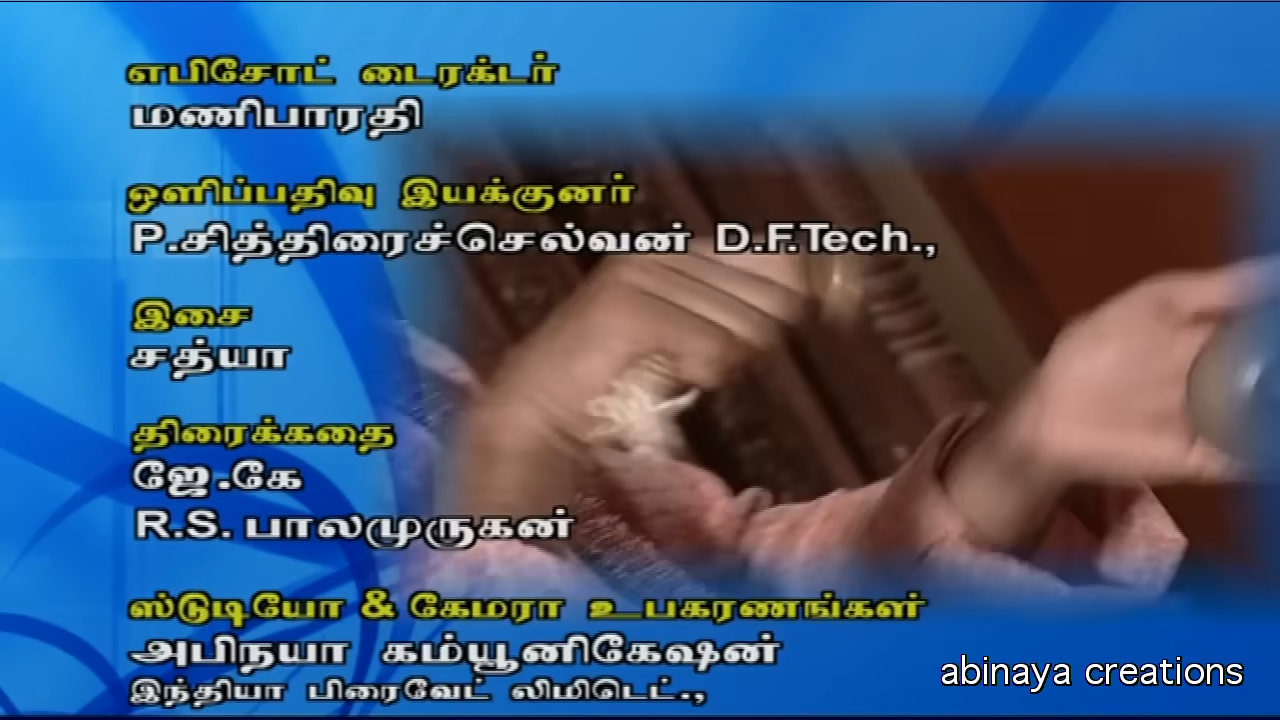 எபிசோட் டைரக்டர்
மணிபாரதி
ஒளிப்பதிவு இயக்குனர்
P.சித்திரைச்செல்வன் D.F.Tech.,
இசை
சத்யா
திரைக்கதை
ஜே.கே
R.S. பாலமுருகன்
ஸ்டுடியோ & கேமரா உபகரணங்கள்
அபிநயா கம்யூனிகேஷன்
இந்தியா பிரைவேட் லிமிடெட்.,
abinaya creations